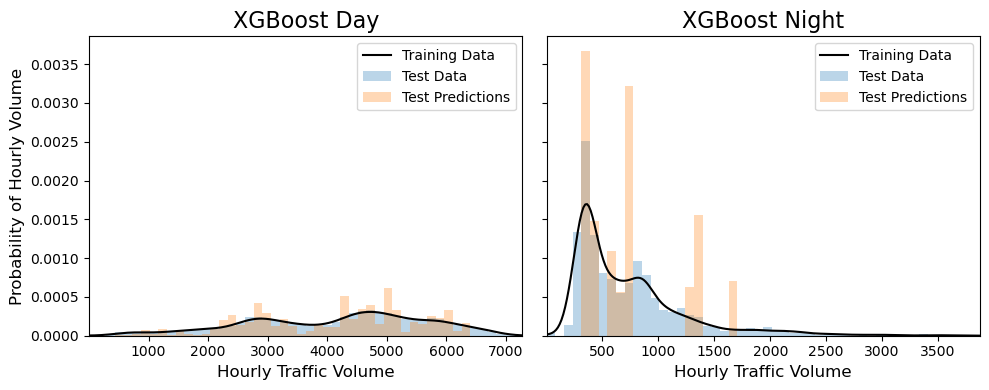 XGBoost Day
XGBoost Night
Probability of Hourly Volume
0.0035
0.0030
0.0025
0.0020
0.0015
0.0010
0.0005
0.0000
Training Data
Test Data
Test Predictions
1000 2000 3000 4000 5000 6000 7000
Hourly Traffic Volume
Training Data
Test Data
Test Predictions
500 1000 1500 2000 2500 3000 3500
Hourly Traffic Volume